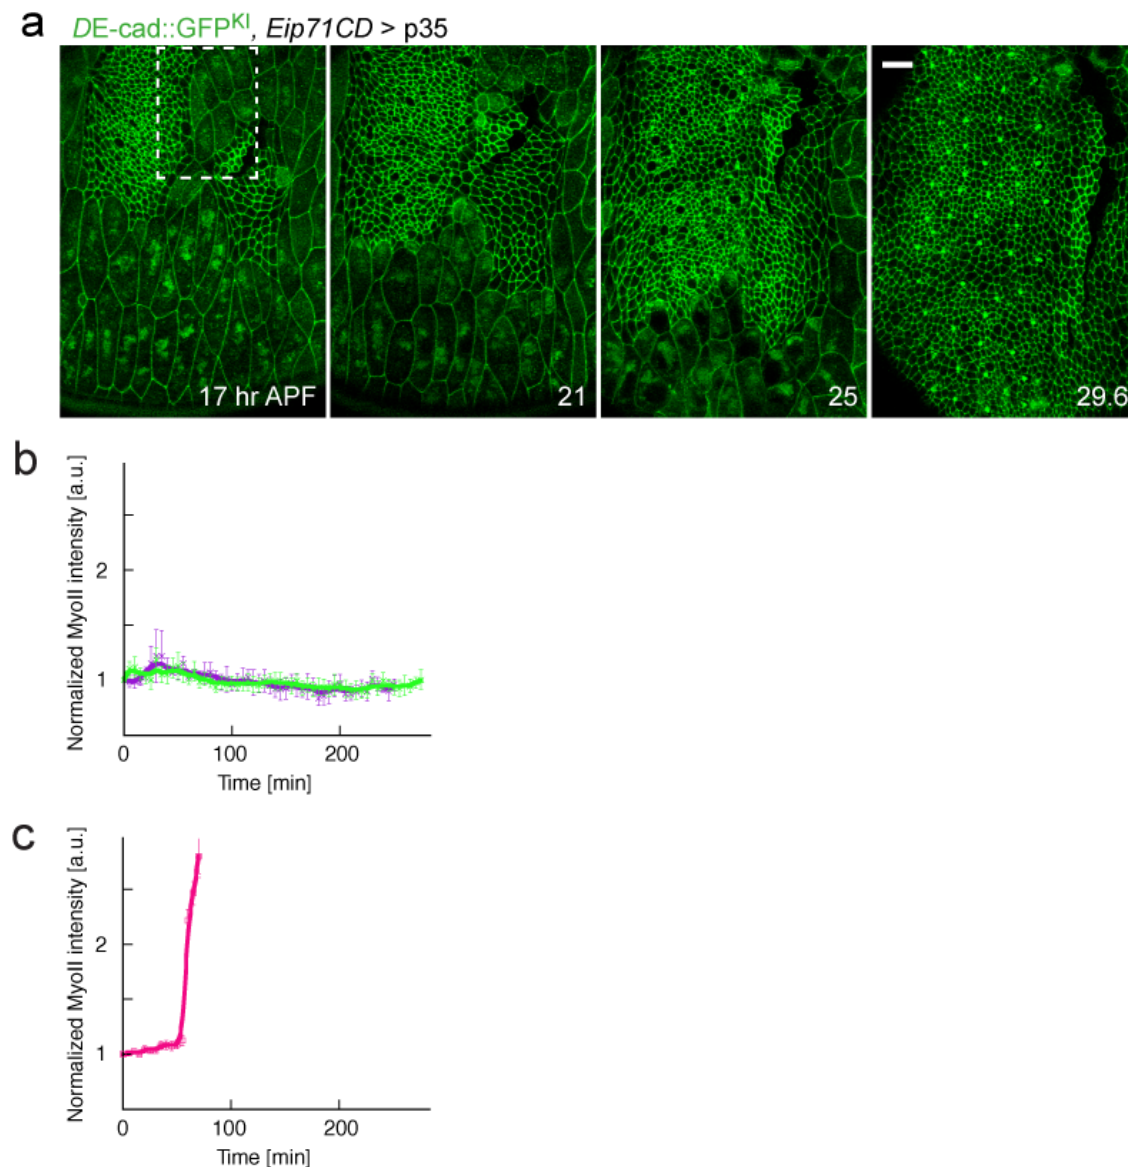 a
DE-cad::GFPKI, Eip71CD > p35
17 hr APF
21
25
29.6
b
Normalized MyoII intensity [a.u.]
2
1
0
100
200
Time [min]
c
Normalized MyoII intensity [a.u.]
2
1
0
100
200
Time [min]